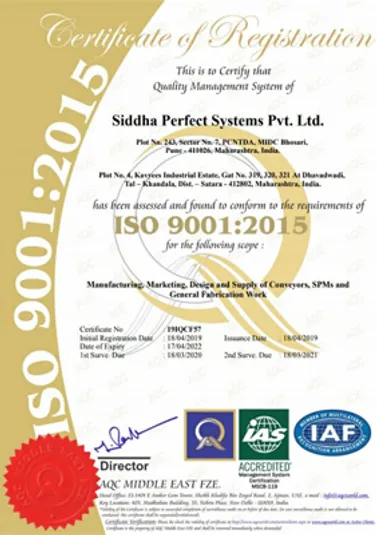 Certificate of Registration
This is to Certify that
Quality Management System of
Siddha Perfect Systems Pvt. Ltd.
Plot No. 243, Sector No. 7, PCNTDA, MIDC Bhosari,
Pune - 411026, Maharashtra, India.
Plot No. 4, Kavyees Industrial Estate, Gat No. 319, 320, 321 At Dhavadwadi,
Tal – Khandala, Dist. – Satara - 412802, Maharashtra, India.
has been assessed and found to conform to the requirements of
ISO 9001:2015
for the following scope :
Manufacturing, Marketing, Design and Supply of Conveyors, SPMs and
General Fabrication Work
Certificate No : 19IQCF57
Initial Registration Date : 18/04/2019 Issuance Date : 18/04/2019
Date of Expiry : 17/04/2022
1st Surve. Due : 18/03/2020 2nd Surve. Due : 18/03/2021
ISO 9001:2015
Director
AQC MIDDLE EAST FZE.
IAS
ACCREDITED
Management System
Certification
MSCB-119
MEMBER OF MULTILATERAL
RECOGNITION ARRANGEMENT
IAF